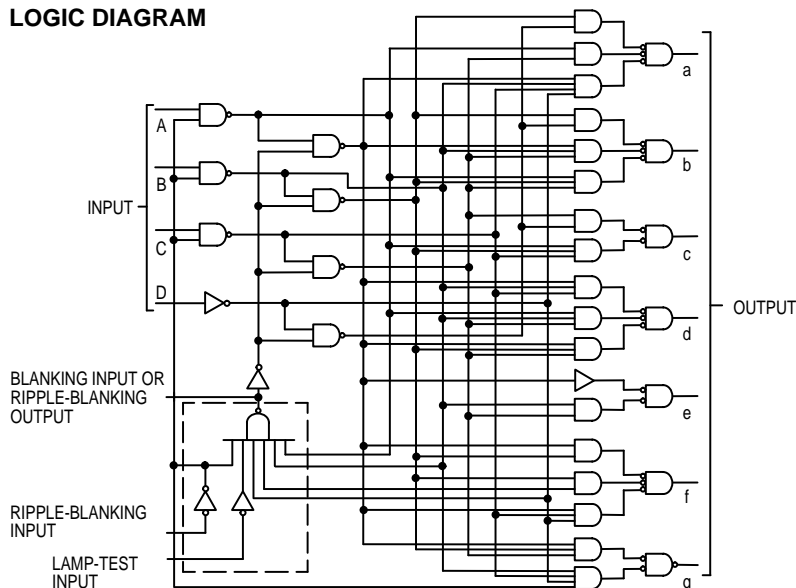 LOGIC DIAGRAM
a
A
b
B
INPUT
c
C
D
OUTPUT
d
BLANKING INPUT OR
RIPPLE-BLANKING
OUTPUT
e
f
RIPPLE-BLANKING
INPUT
LAMP-TEST
INPUT
g